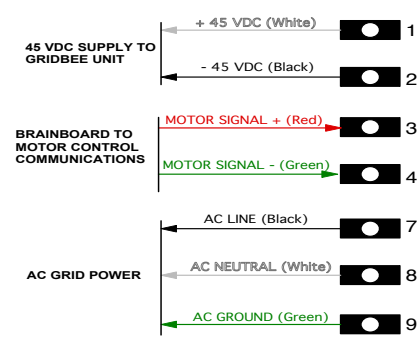 + 45 VDC (White)
1
45 VDC SUPPLY TO
GRIDBEE UNIT
- 45 VDC (Black)
2
MOTOR SIGNAL + (Red)
3
BRAINBOARD TO
MOTOR CONTROL
COMMUNICATIONS
MOTOR SIGNAL - (Green)
4
AC LINE (Black)
7
AC GRID POWER
AC NEUTRAL (White)
8
AC GROUND (Green)
9